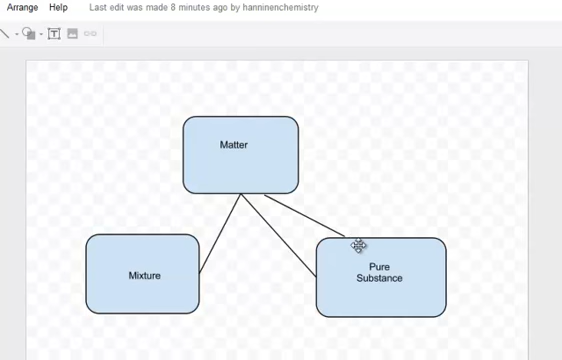 Arrange Help Last edit was made 8 minutes ago by hanninenchemistry
T
Matter
Mixture
Pure
Substance